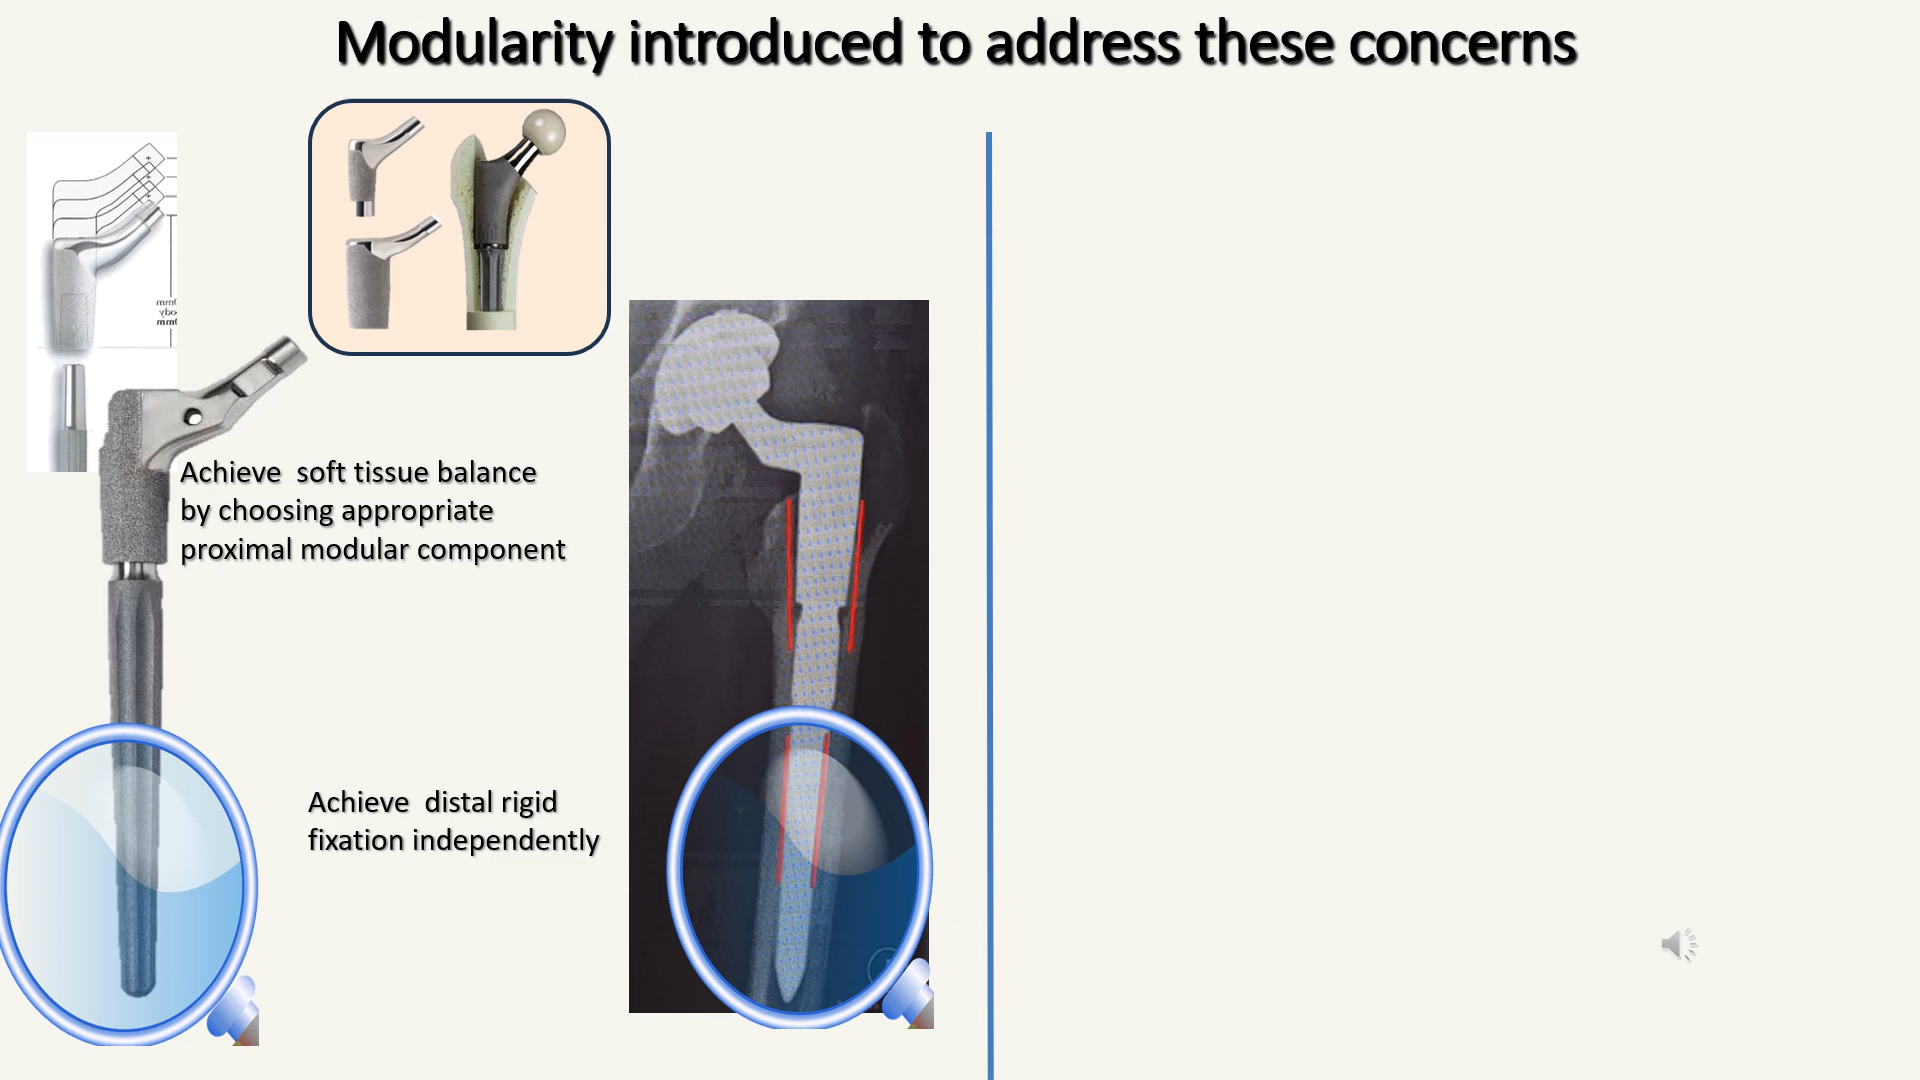 Modularity introduced to address these concerns
Achieve soft tissue balance
by choosing appropriate
proximal modular component
Achieve distal rigid
fixation independently